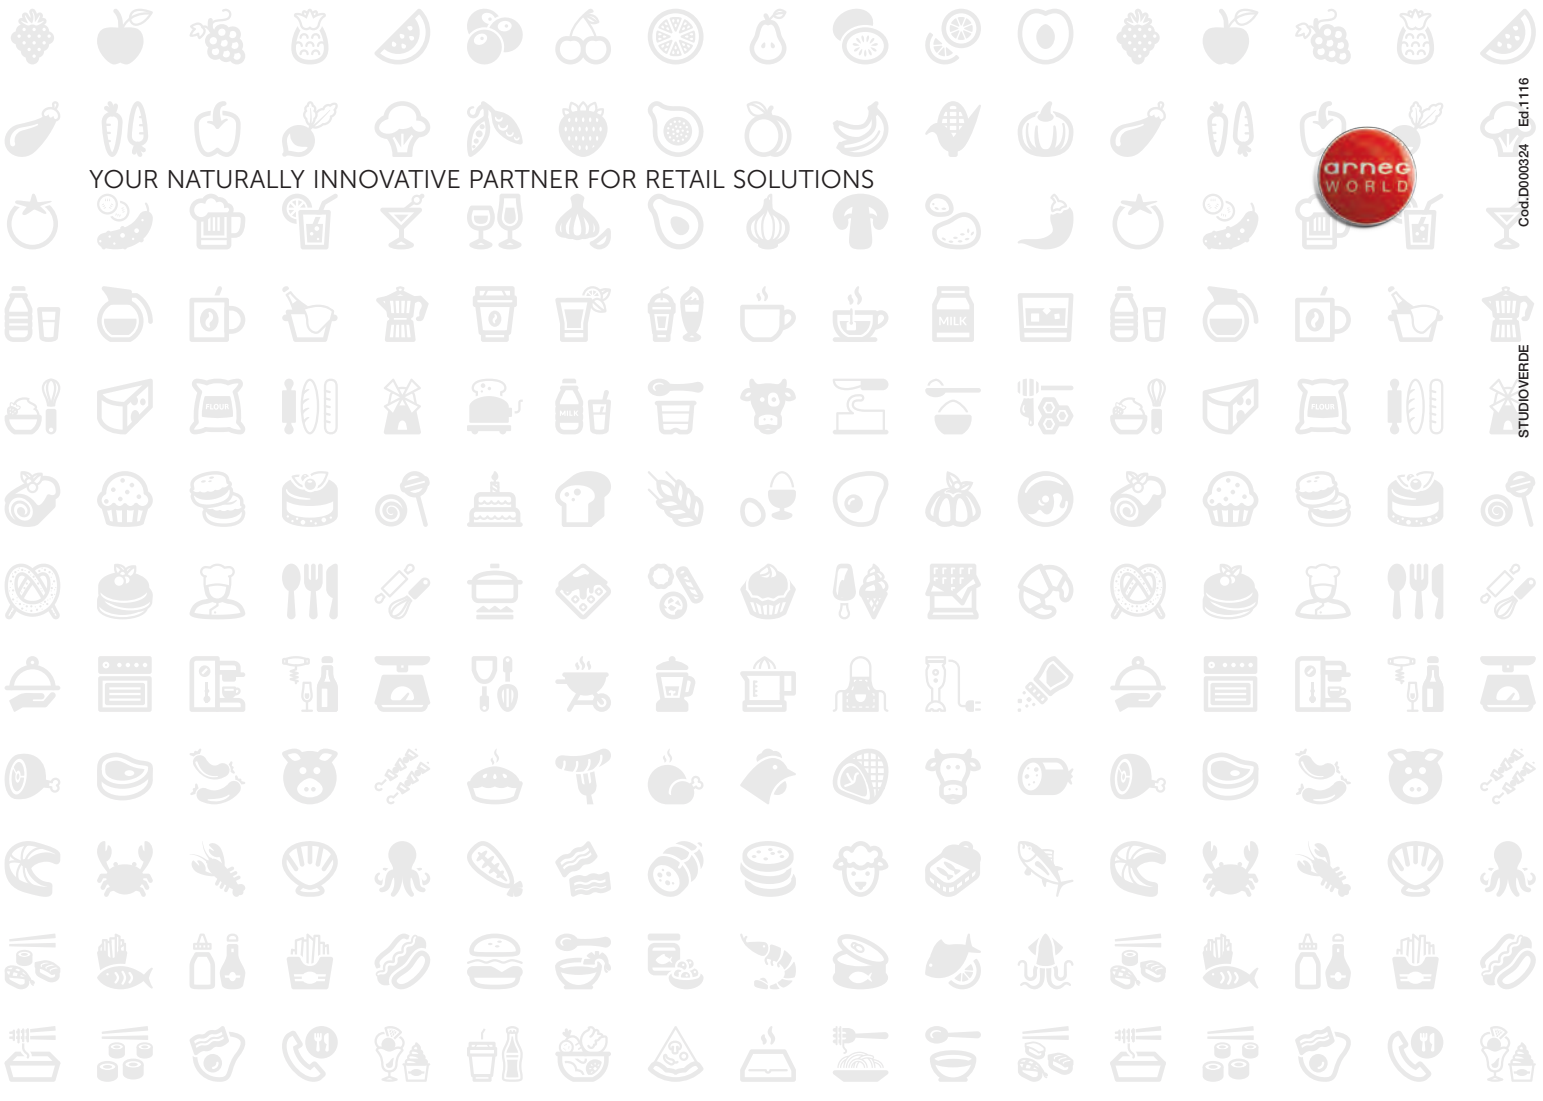 YOUR NATURALLY INNOVATIVE PARTNER FOR RETAIL SOLUTIONS
arneg
WORLD
Cod.D000324 Ed.1116
STUDIOVERDE
MILK
MILK
FLOUR
FLOUR